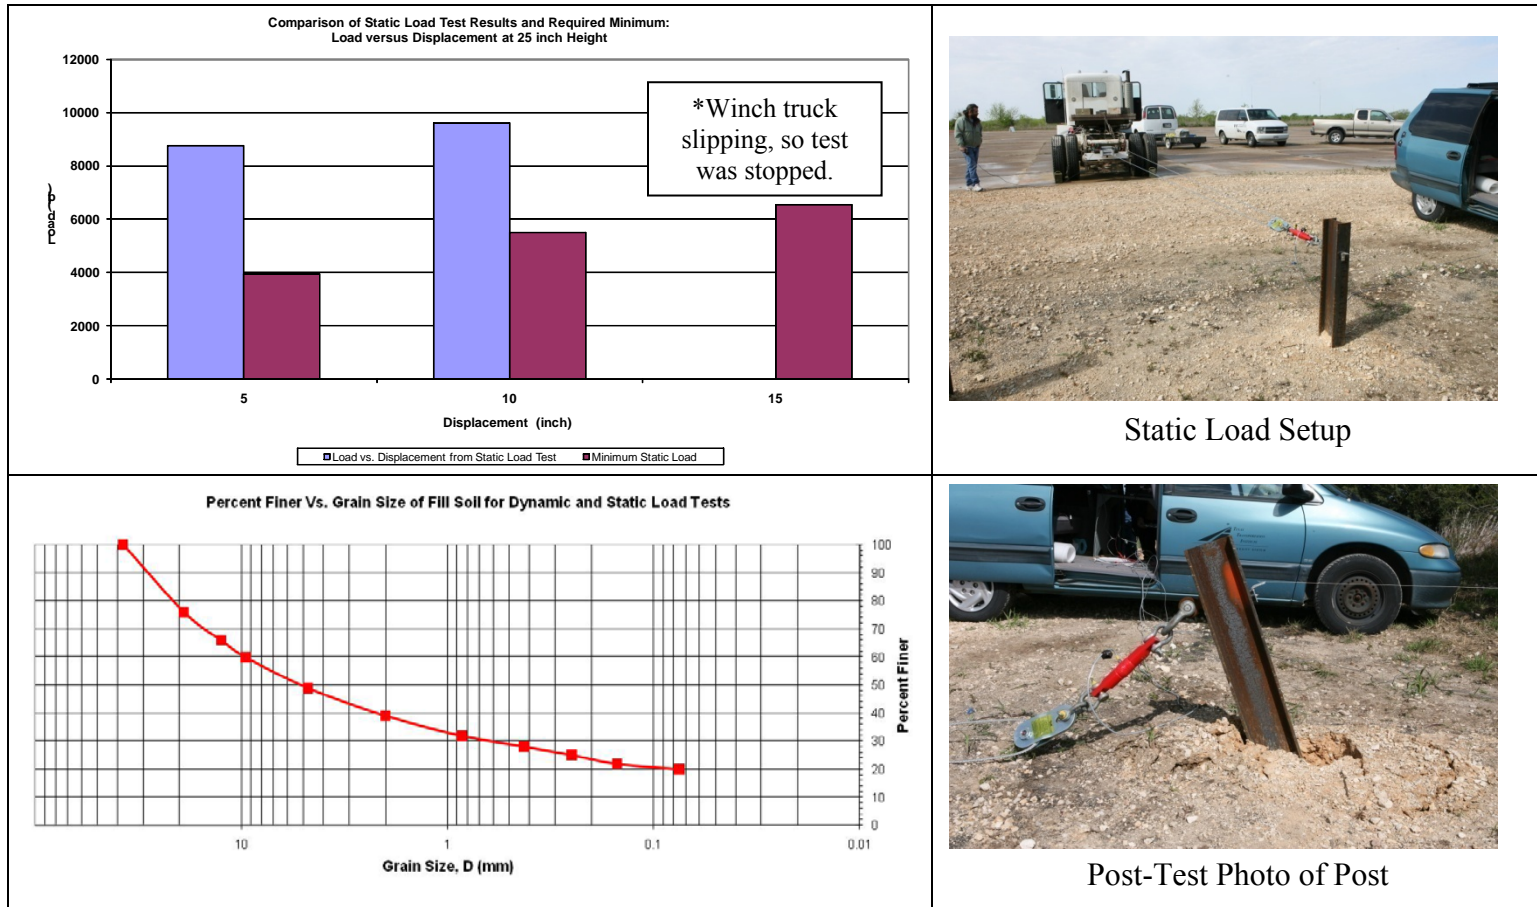 Comparison of Static Load Test Results and Required Minimum:
Load versus Displacement at 25 inch Height
12000
10000
8000
6000
4000
2000
0
*Winch truck
slipping, so test
was stopped.
5
10
15
Displacement (inch)
Load vs. Displacement from Static Load Test
Minimum Static Load
Static Load Setup
Percent Finer Vs. Grain Size of Fill Soil for Dynamic and Static Load Tests
100
90
80
70
60
50
40
30
20
10
0
Percent Finer
10
1
0.1
0.01
Grain Size, D (mm)
Post-Test Photo of Post